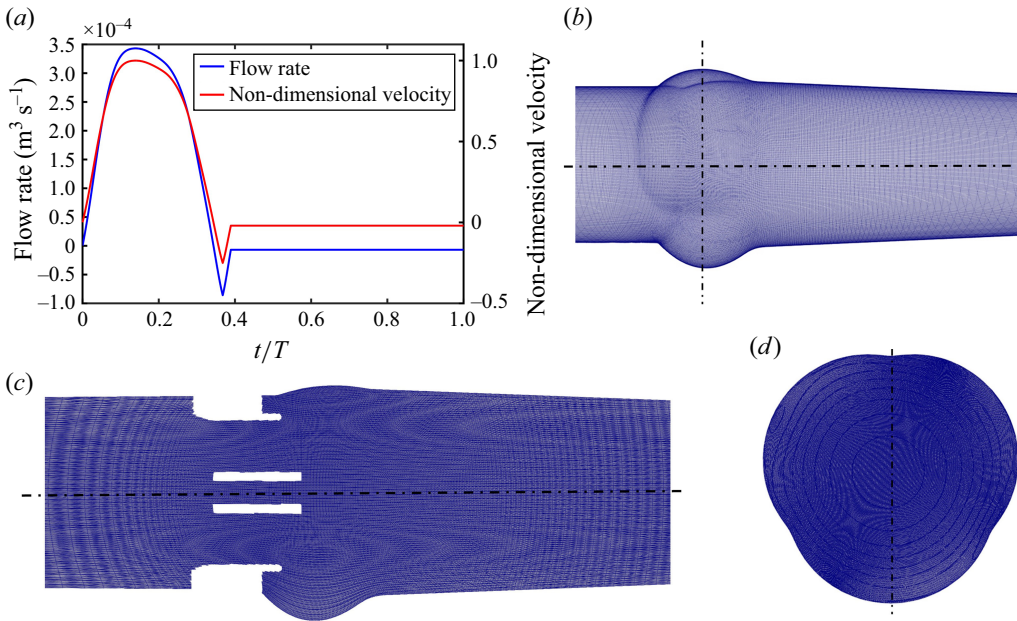 (a)
×10⁻⁴
3.5
3.0
2.5
2.0
1.5
1.0
0.5
0
−0.5
−1.0
Flow rate (m³ s⁻¹)
Flow rate
Non-dimensional velocity
1.0
0.5
0
−0.5
Non-dimensional velocity
0
0.2
0.4
0.6
0.8
1.0
t/T
(b)
(c)
(d)